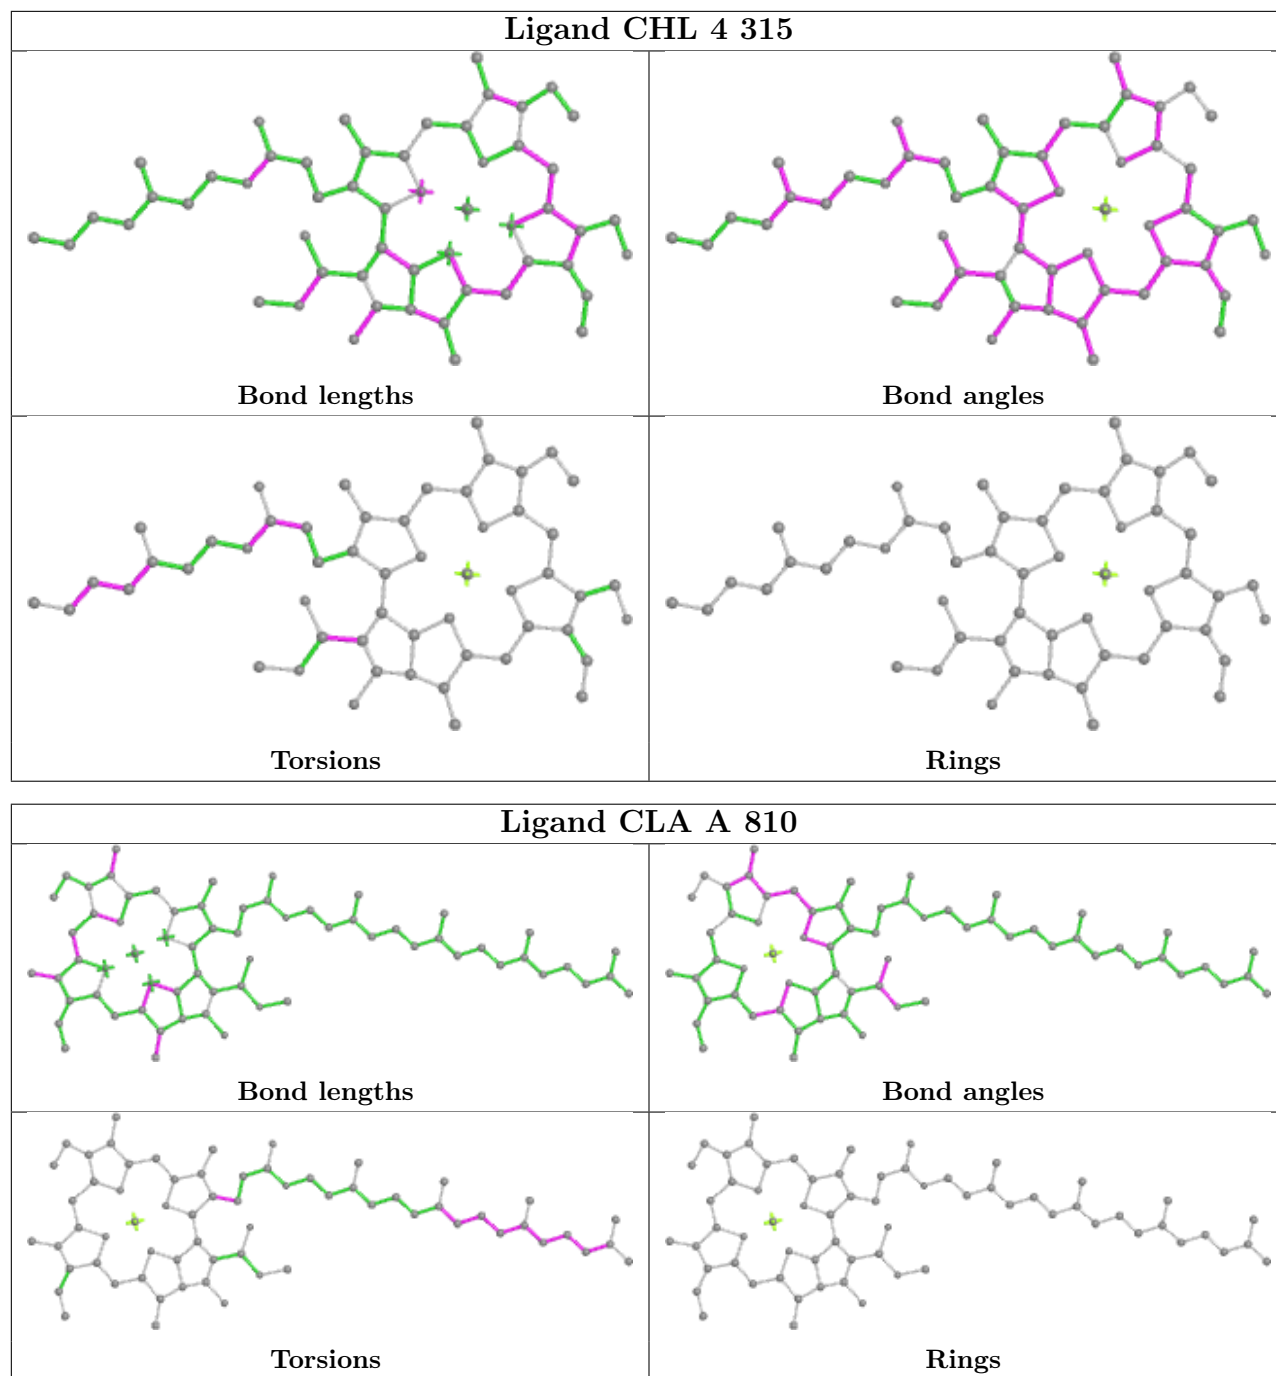 Ligand CHL 4 315
Bond lengths
Bond angles
Torsions
Rings
Ligand CLA A 810
Bond lengths
Bond angles
Torsions
Rings